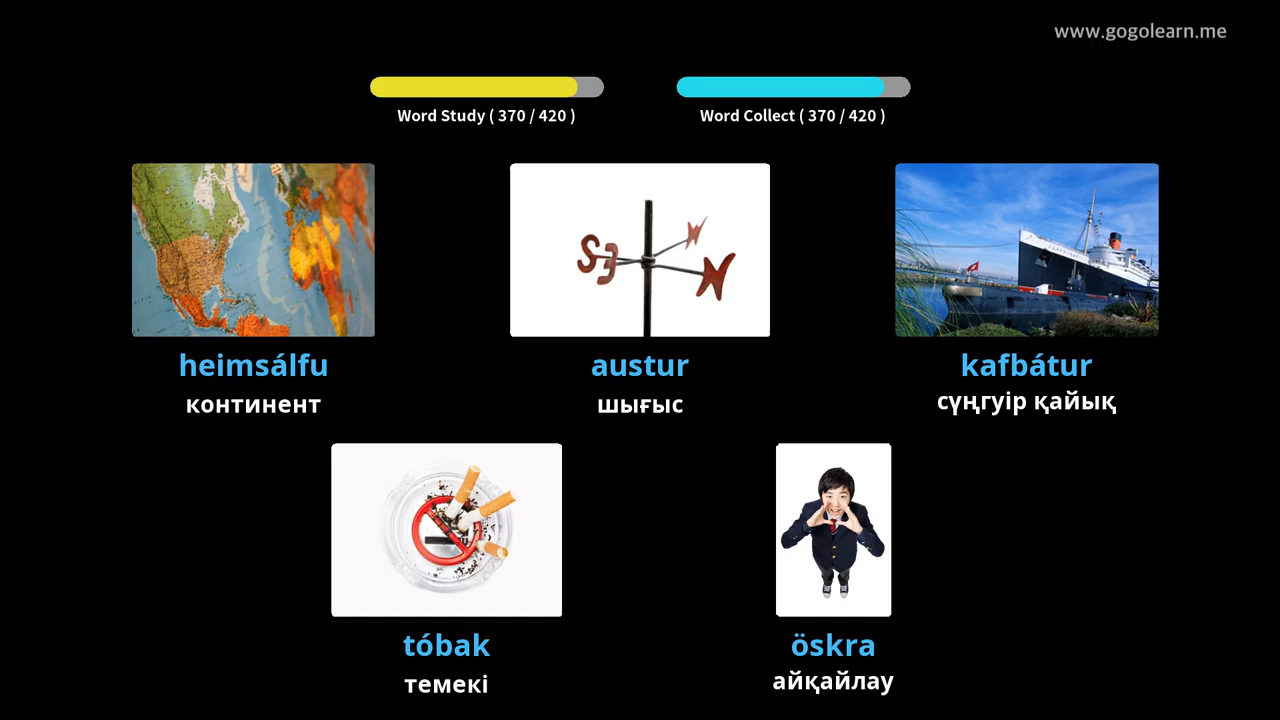 www.gogolearn.me
Word Study ( 370 / 420 )
Word Collect ( 370 / 420 )
S
E
W
N
heimsálfu
континент
austur
шығыс
kafbátur
сүңгуір қайық
tóbak
темекі
öskra
айқайлау